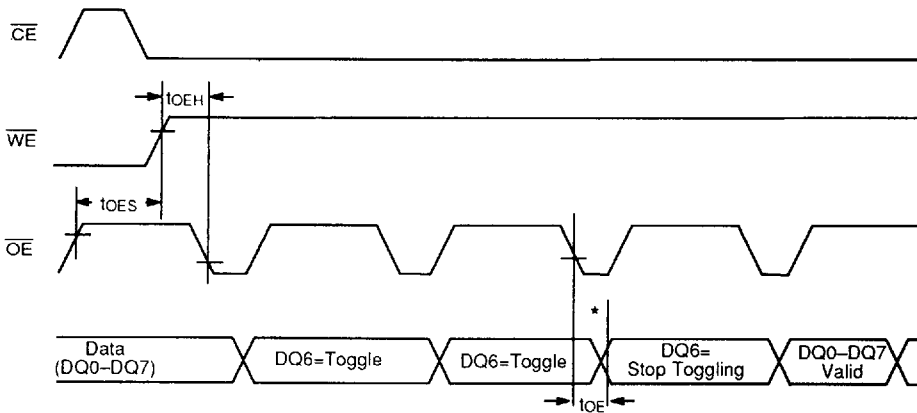 CE
tOEH
WE
tOES
OE
*
Data
(DQ0–DQ7)
DQ6=Toggle
DQ6=Toggle
DQ6=
Stop Toggling
DQ0–DQ7
Valid
tOE